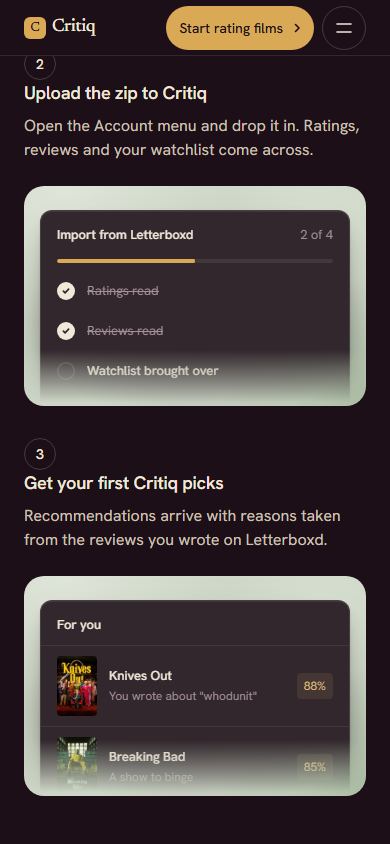 C Critiq
Start rating films
2
Upload the zip to Critiq
Open the Account menu and drop it in. Ratings,
reviews and your watchlist come across.
Import from Letterboxd
2 of 4
Ratings read
Reviews read
Watchlist brought over
3
Get your first Critiq picks
Recommendations arrive with reasons taken
from the reviews you wrote on Letterboxd.
For you
Knives
Out
Knives Out
You wrote about "whodunit"
88%
Breaking Bad
A show to binge
85%